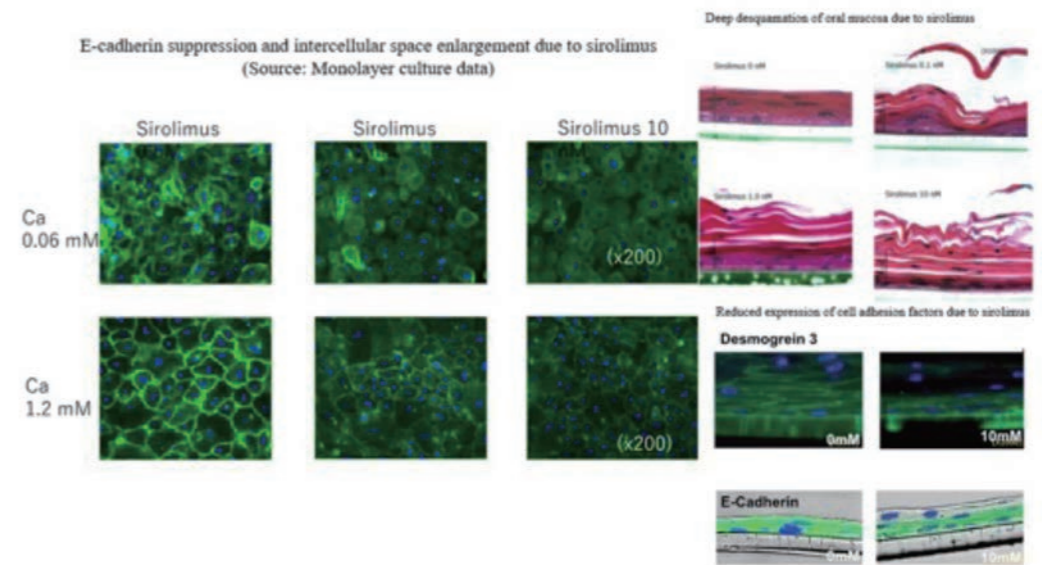 E-cadherin suppression and intercellular space enlargement due to sirolimus
(Source: Monolayer culture data)
Sirolimus
Sirolimus
Sirolimus 10
Ca
0.06 mM
(x200)
Ca
1.2 mM
(x200)
Deep desquamation of oral mucosa due to sirolimus
Sirolimus 0 nM
Sirolimus 0.1 nM
Sirolimus 1.0 nM
Sirolimus 10 nM
Reduced expression of cell adhesion factors due to sirolimus
Desmogrein 3
0mM
10mM
E-Cadherin
0mM
10mM